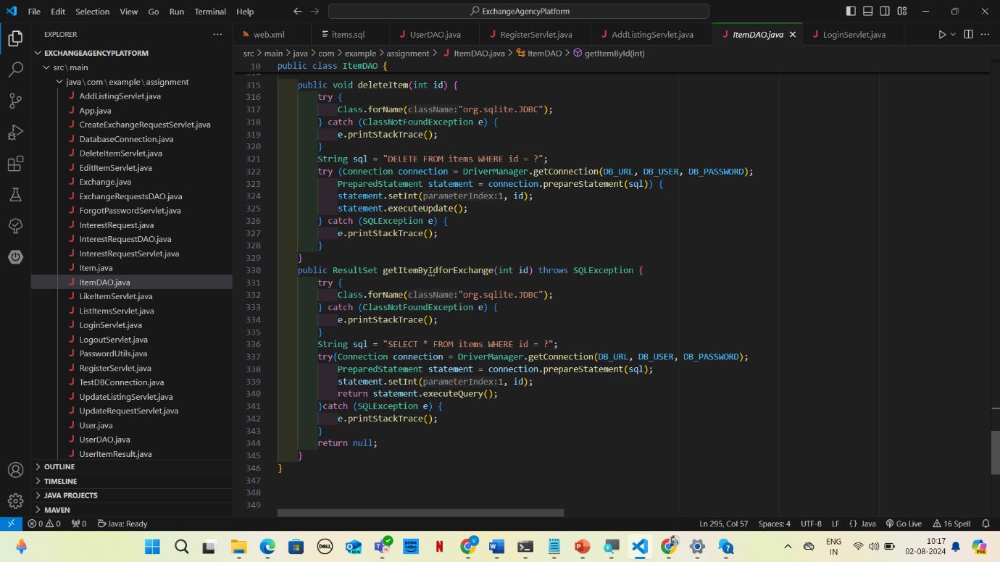 File Edit Selection View Go Run Terminal Help ExchangeAgencyPlatform
EXPLORER
EXCHANGEAGENCYPLATFORM
src\main
java\com\example\assignment
AddListingServlet.java
App.java
CreateExchangeRequestServlet.java
DatabaseConnection.java
DeleteItemServlet.java
EditItemServlet.java
Exchange.java
ExchangeRequestsDAO.java
ForgotPasswordServlet.java
InterestRequest.java
InterestRequestDAO.java
InterestRequestServlet.java
Item.java
ItemDAO.java
LikeItemServlet.java
ListItemsServlet.java
LoginServlet.java
LogoutServlet.java
PasswordUtils.java
RegisterServlet.java
TestDBConnection.java
UpdateListingServlet.java
UpdateRequestServlet.java
User.java
UserDAO.java
UserItemResult.java
OUTLINE
TIMELINE
JAVA PROJECTS
MAVEN
web.xml items.sql UserDAO.java RegisterServlet.java AddListingServlet.java ItemDAO.java LoginServlet.java
src > main > java > com > example > assignment > ItemDAO.java > ItemDAO > getItemById(int)
10 public class ItemDAO {
315 public void deleteItem(int id) {
316 try {
317 Class.forName(className:"org.sqlite.JDBC");
318 } catch (ClassNotFoundException e) {
319 e.printStackTrace();
320 }
321 String sql = "DELETE FROM items WHERE id = ?";
322 try (Connection connection = DriverManager.getConnection(DB_URL, DB_USER, DB_PASSWORD);
323 PreparedStatement statement = connection.prepareStatement(sql)) {
324 statement.setInt(parameterIndex:1, id);
325 statement.executeUpdate();
326 } catch (SQLException e) {
327 e.printStackTrace();
328 }
329 }
330 public ResultSet getItemByIdforExchange(int id) throws SQLException {
331 try {
332 Class.forName(className:"org.sqlite.JDBC");
333 } catch (ClassNotFoundException e) {
334 e.printStackTrace();
335 }
336 String sql = "SELECT * FROM items WHERE id = ?";
337 try{Connection connection = DriverManager.getConnection(DB_URL, DB_USER, DB_PASSWORD);
338 PreparedStatement statement = connection.prepareStatement(sql);
339 statement.setInt(parameterIndex:1, id);
340 return statement.executeQuery();
341 }catch (SQLException e) {
342 e.printStackTrace();
343 }
344 return null;
345 }
346 }
347
348
349
0 0 0 Java: Ready Ln 295, Col 57 Spaces: 4 UTF-8 LF {} Java Go Live 16 Spell
DELL NEW prime video N V W P ENG IN 10:17 02-08-2024 PRE